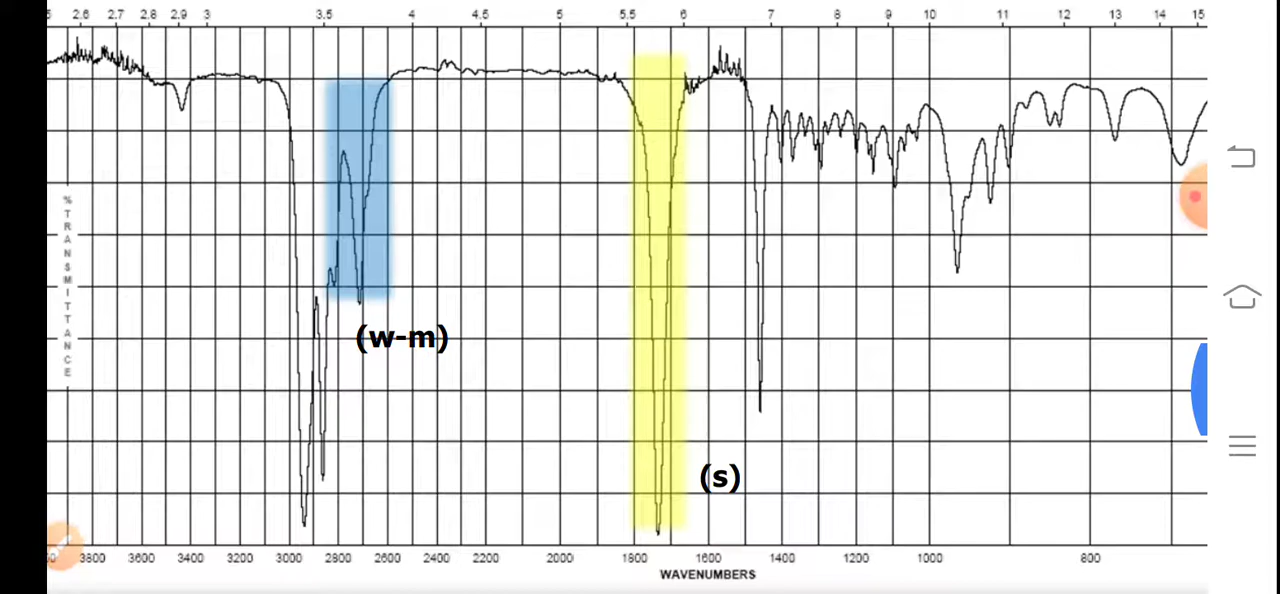 2.6 2.7 2.8 2.9 3 3.5 4 4.5 5 5.5 6 7 8 9 10 11 12 13 14 15
%TRANSMITTANCE
(w-m)
(s)
3800 3600 3400 3200 3000 2800 2600 2400 2200 2000 1800 1600 1400 1200 1000 800
WAVENUMBERS